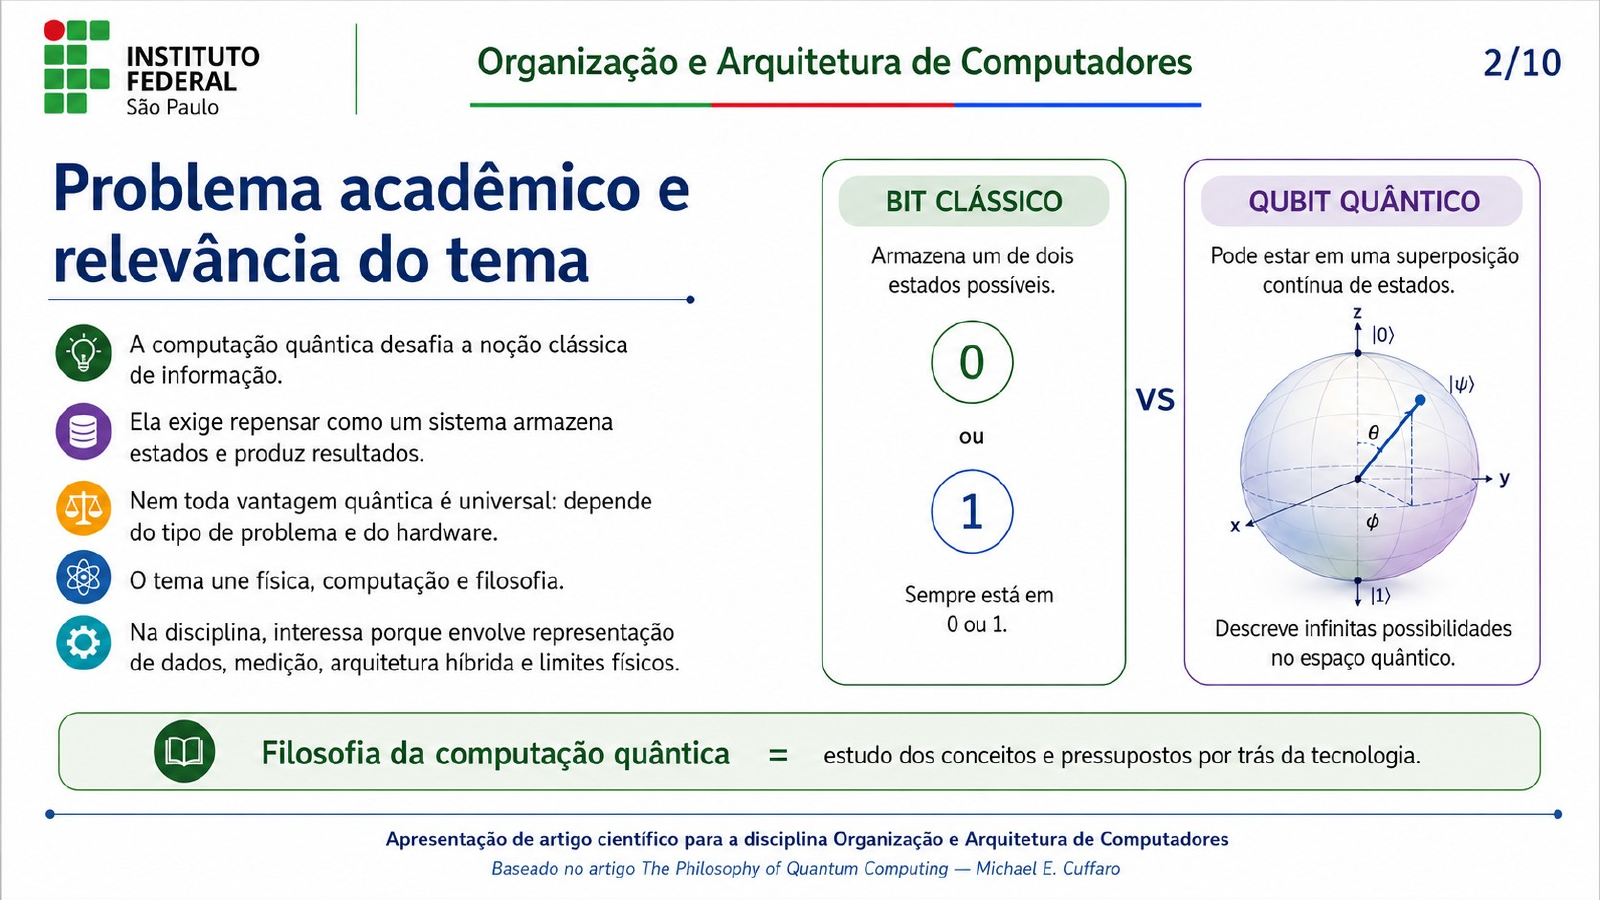 INSTITUTO
FEDERAL
São Paulo
Organização e Arquitetura de Computadores
2/10
Problema acadêmico e
relevância do tema
A computação quântica desafia a noção clássica
de informação.
Ela exige repensar como um sistema armazena
estados e produz resultados.
Nem toda vantagem quântica é universal: depende
do tipo de problema e do hardware.
O tema une física, computação e filosofia.
Na disciplina, interessa porque envolve representação
de dados, medição, arquitetura híbrida e limites físicos.
BIT CLÁSSICO
Armazena um de dois
estados possíveis.
0
ou
1
Sempre está em
0 ou 1.
VS
QUBIT QUÂNTICO
Pode estar em uma superposição
contínua de estados.
z
|0⟩
|ψ⟩
θ
y
x
ϕ
|1⟩
Descreve infinitas possibilidades
no espaço quântico.
Filosofia da computação quântica = estudo dos conceitos e pressupostos por trás da tecnologia.
Apresentação de artigo científico para a disciplina Organização e Arquitetura de Computadores
Baseado no artigo The Philosophy of Quantum Computing — Michael E. Cuffaro